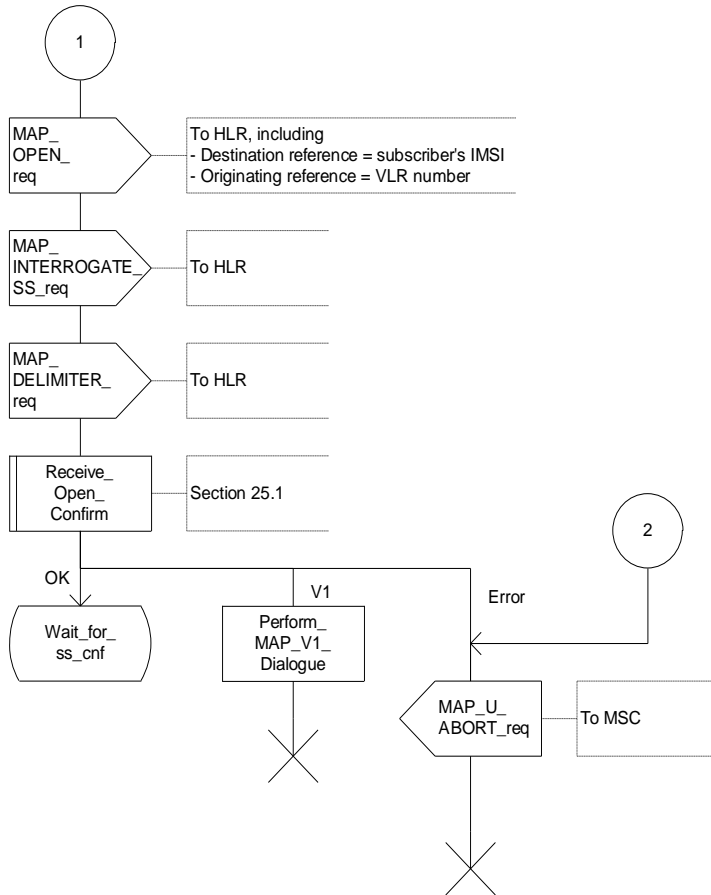 1
MAP_
OPEN_
req
To HLR, including
- Destination reference = subscriber's IMSI
- Originating reference = VLR number
MAP_
INTERROGATE_
SS_req
To HLR
MAP_
DELIMITER_
req
To HLR
Receive_
Open_
Confirm
Section 25.1
2
OK
V1
Error
Wait_for_
ss_cnf
Perform_
MAP_V1_
Dialogue
MAP_U_
ABORT_req
To MSC